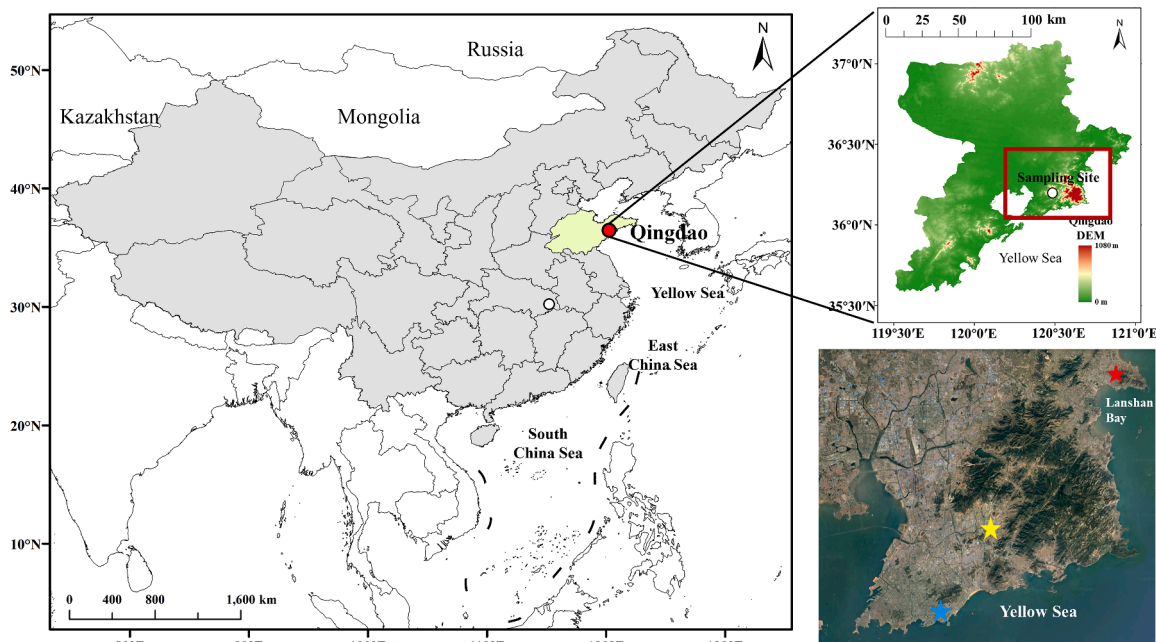 Russia
N
50°N
Kazakhstan
Mongolia
40°N
Qingdao
30°N
Yellow Sea
East
China Sea
20°N
South
China Sea
10°N
0 400 800 1,600 km
0 25 50 100 km
N
37°0′N
36°30′N
Sampling Site
36°0′N
Qingdao
DEM
1080 m
Yellow Sea
0 m
35°30′N
119°30′E 120°0′E 120°30′E 121°0′E
Lanshan
Bay
Yellow Sea